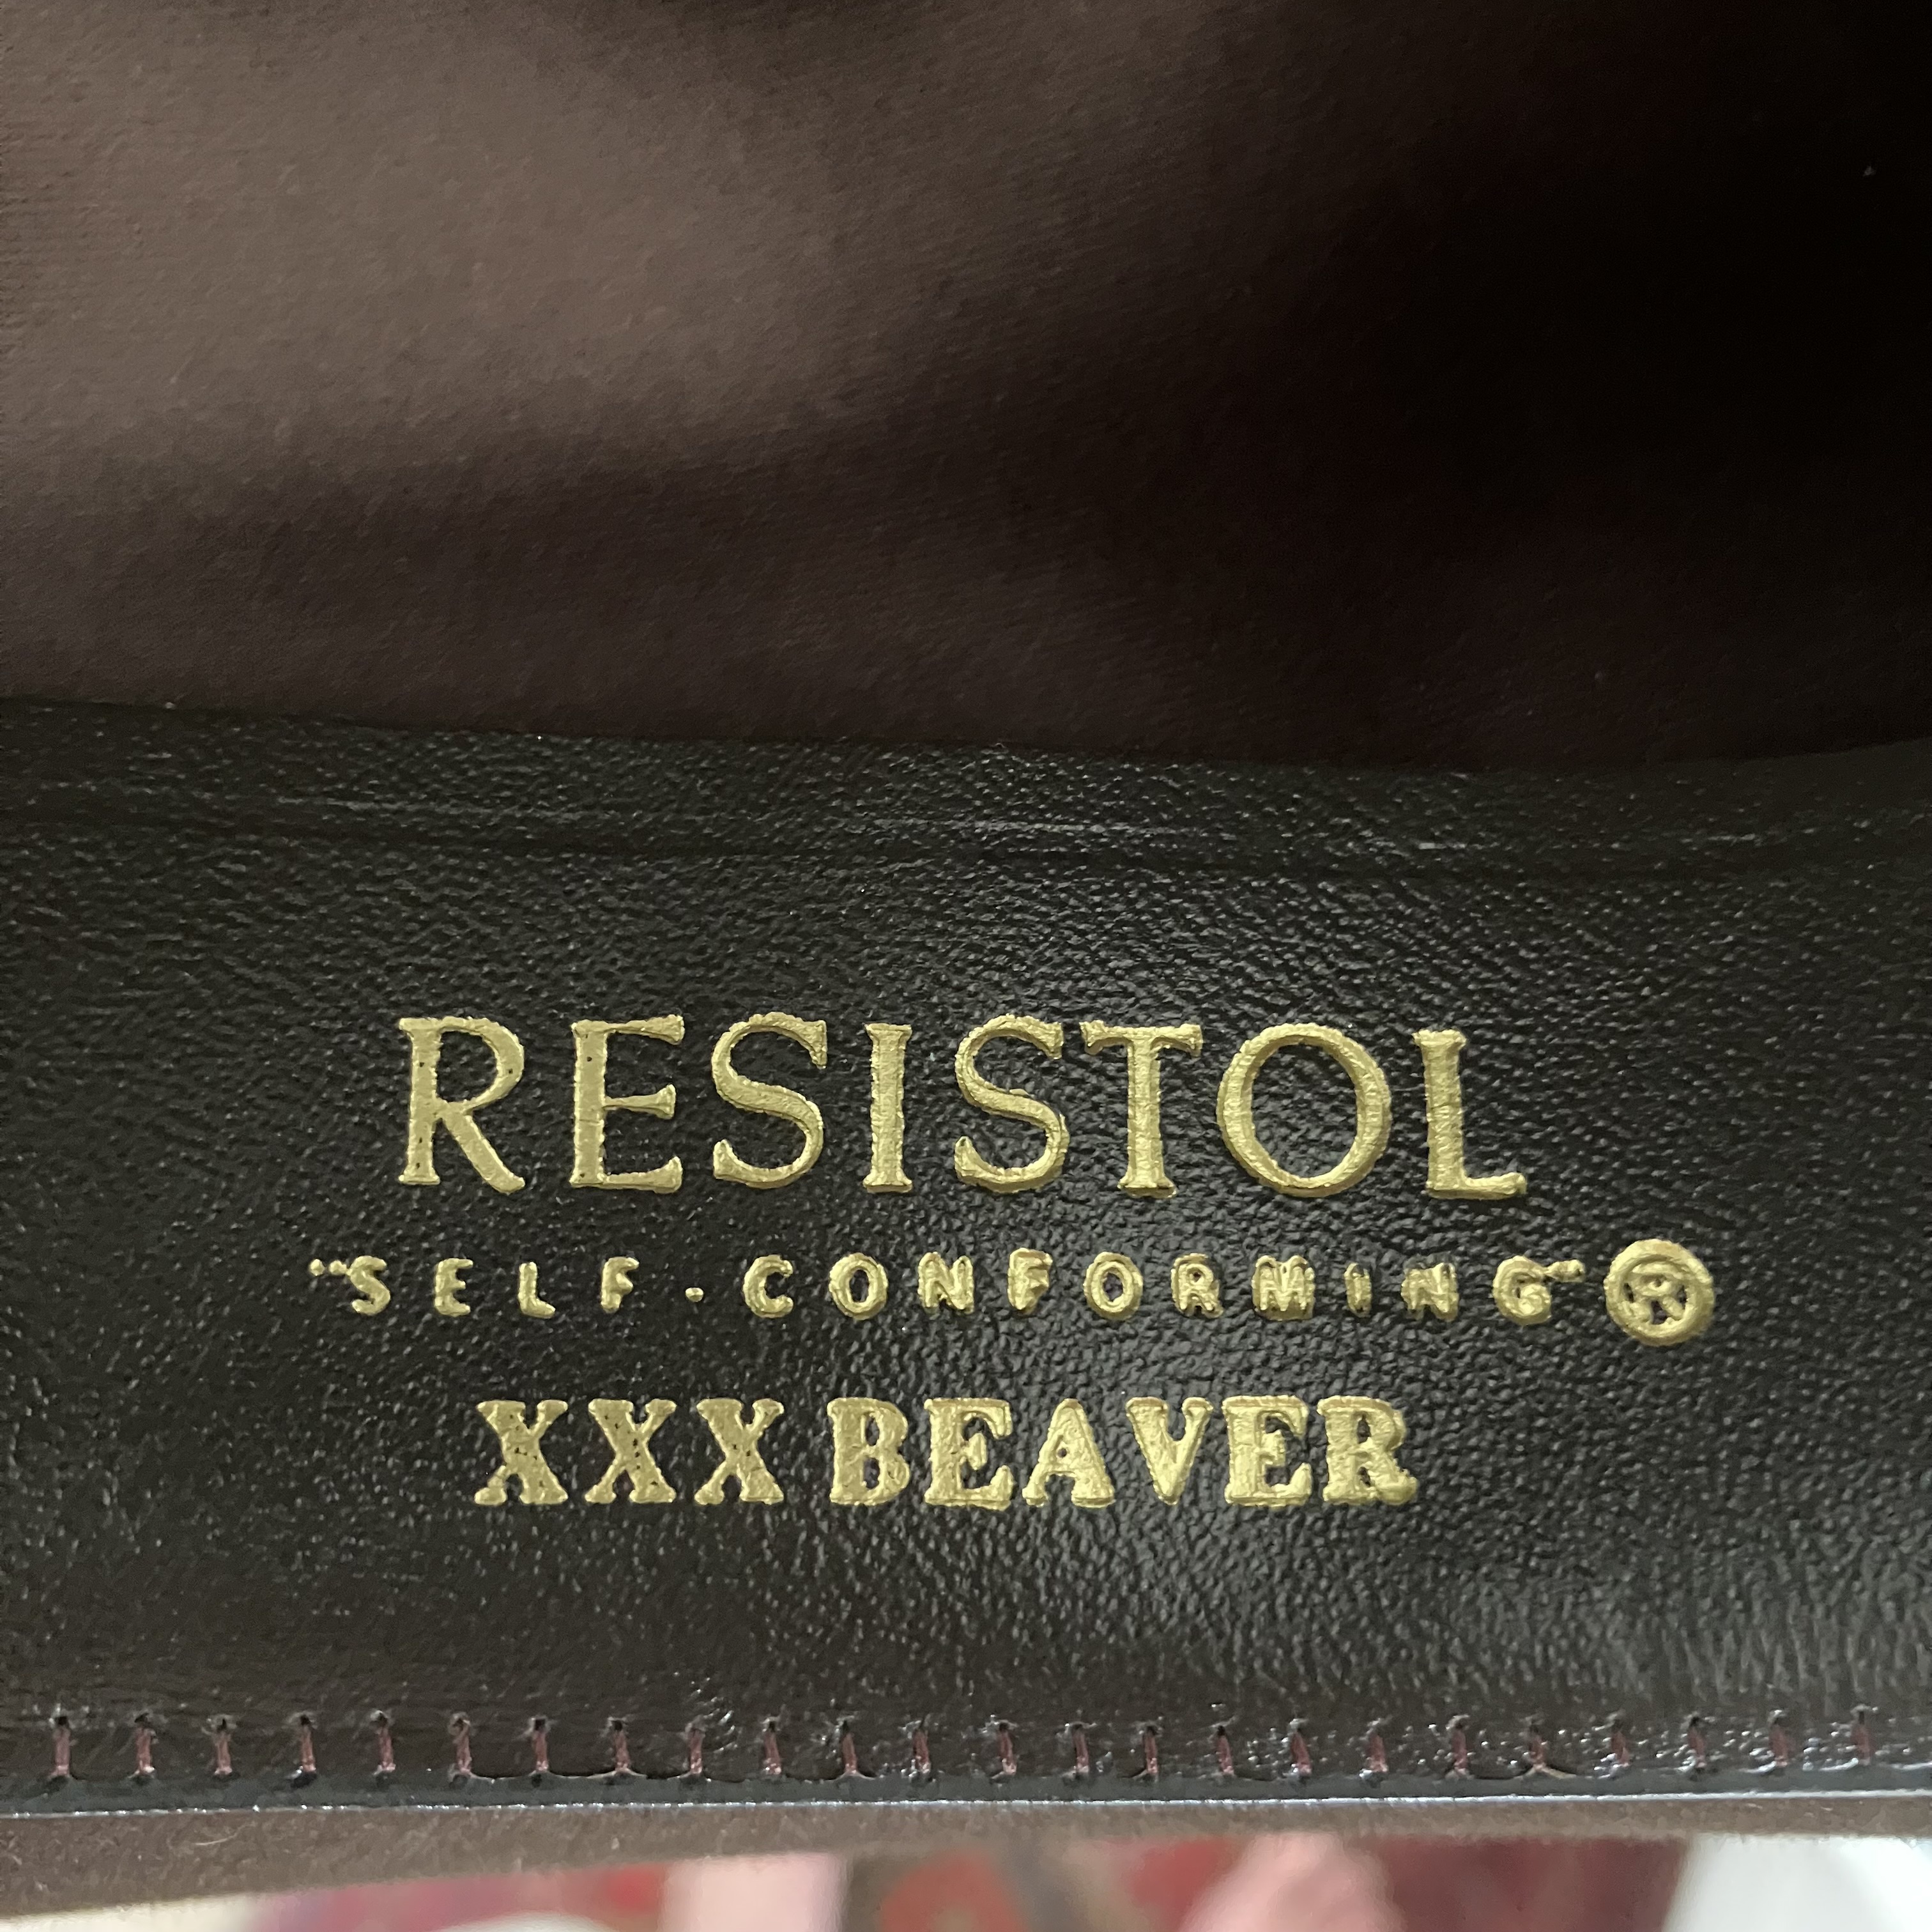 RESISTOL
"SELF-CONFORMING" ®
XXX BEAVER